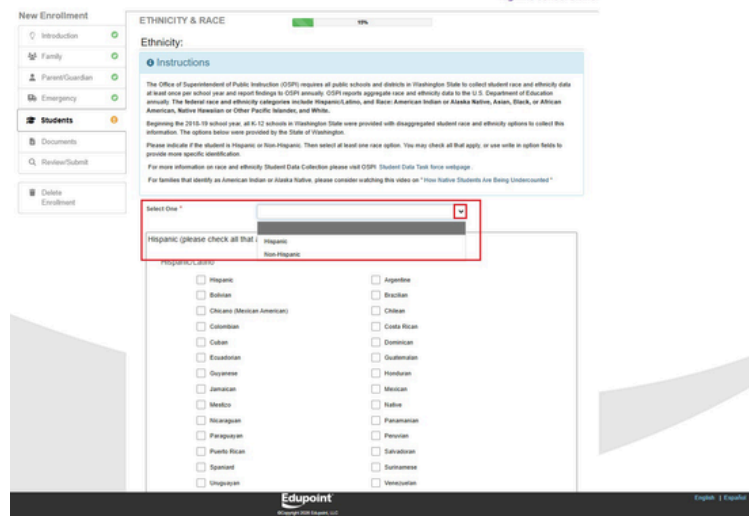 New Enrollment
Introduction
Family
Parent/Guardian
Emergency
Students
Documents
Review/Submit
Delete
Enrollment
ETHNICITY & RACE
15%
Ethnicity:
Instructions
The Office of Superintendent of Public Instruction (OSPI) requires all public schools and districts in Washington State to collect student race and ethnicity data
at least once per school year and report findings to OSPI annually. OSPI reports aggregate race and ethnicity data to the U.S. Department of Education
annually. The federal race and ethnicity categories include Hispanic/Latino, and Race: American Indian or Alaska Native, Asian, Black, or African
American, Native Hawaiian or Other Pacific Islander, and White.
Beginning the 2018-19 school year, all K-12 schools in Washington State were provided with disaggregated student race and ethnicity options to collect this
information. The options below were provided by the State of Washington.
Please indicate if the student is Hispanic or Non-Hispanic. Then select at least one race option. You may check all that apply, or use write in option fields to
provide more specific identification.
For more information on race and ethnicity Student Data Collection please visit OSPI Student Data Task force webpage
For families that identify as American Indian or Alaska Native, please consider watching this video on "How Native Students Are Being Undercounted"
Select One *
Hispanic (please check all that
Hispanic
Non-Hispanic
Hispanic/Latino
Hispanic Argentine
Bolivian Brazilian
Chicano (Mexican American) Chilean
Colombian Costa Rican
Cuban Dominican
Ecuadorian Guatemalan
Guyanese Honduran
Jamaican Mexican
Mestizo Native
Nicaraguan Panamanian
Paraguayan Peruvian
Puerto Rican Salvadoran
Spaniard Surinamese
Uruguayan Venezuelan
Edupoint
©Copyright 2026 Edupoint, LLC
English | Español